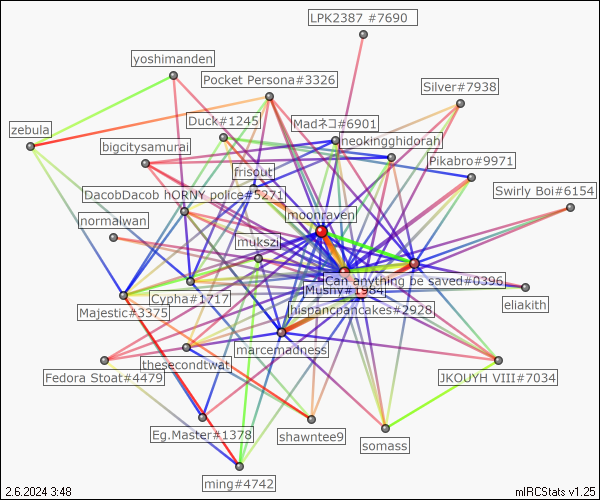 LPK2387 #7690
yoshimanden
Pocket Persona#3326
Silver#7938
Duck#1245
Madネコ#6901
zebula
neokingghidorah
bigcitysamurai
Pikabro#9971
frisout
Swirly Boi#6154
DacobDacob hORNY police#5271
moonraven
normalwan
mukszi
Can anything be saved#0396
Mushy#1984
Cypha#1717
eliakith
Majestic#3375
hispancpancakes#2928
marcemadness
thesecondtwat
Fedora Stoat#4479
JKOUYH VIII#7034
Eg.Master#1378
shawntee9
somass
ming#4742
2.6.2024 3:48
mIRCStats v1.25